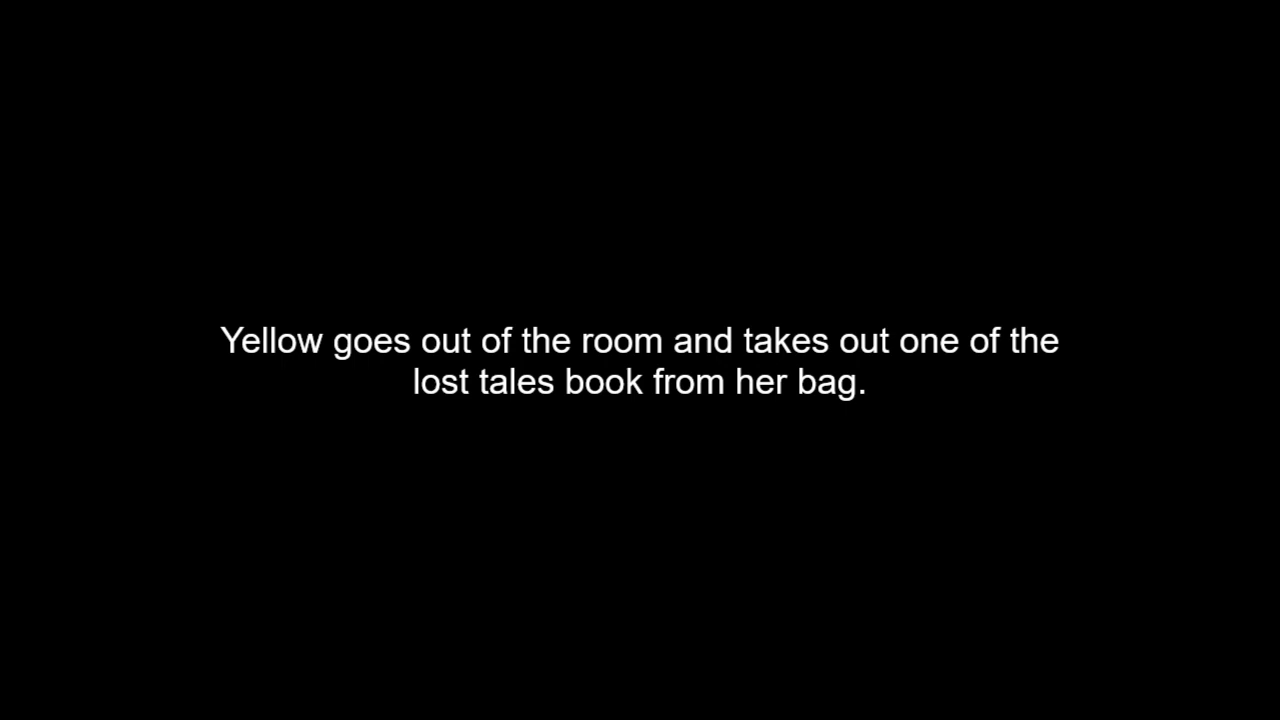 Yellow goes out of the room and takes out one of the
lost tales book from her bag.